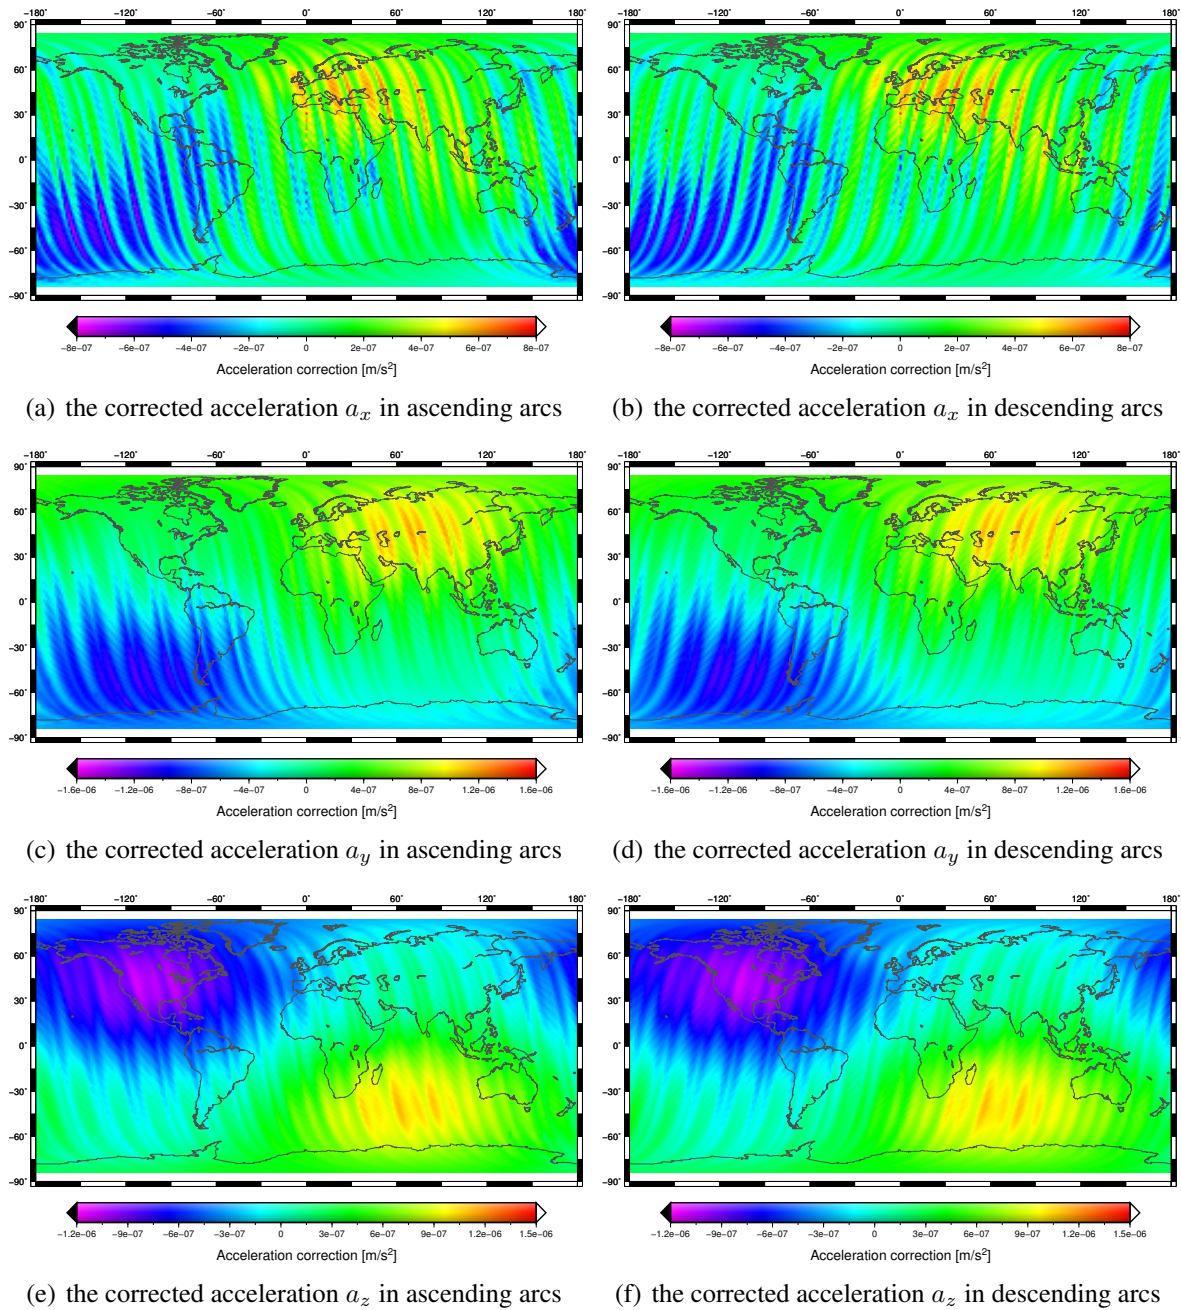 −180° −120° −60° 0° 60° 120° 180°
90°
60°
30°
0°
−30°
−60°
−90°
−8e−07 −6e−07 −4e−07 −2e−07 0 2e−07 4e−07 6e−07 8e−07
Acceleration correction [m/s²]
(a) the corrected acceleration aₓ in ascending arcs
−180° −120° −60° 0° 60° 120° 180°
90°
60°
30°
0°
−30°
−60°
−90°
−8e−07 −6e−07 −4e−07 −2e−07 0 2e−07 4e−07 6e−07 8e−07
Acceleration correction [m/s²]
(b) the corrected acceleration aₓ in descending arcs
−180° −120° −60° 0° 60° 120° 180°
90°
60°
30°
0°
−30°
−60°
−90°
−1.6e−06 −1.2e−06 −8e−07 −4e−07 0 4e−07 8e−07 1.2e−06 1.6e−06
Acceleration correction [m/s²]
(c) the corrected acceleration a_y in ascending arcs
−180° −120° −60° 0° 60° 120° 180°
90°
60°
30°
0°
−30°
−60°
−90°
−1.6e−06 −1.2e−06 −8e−07 −4e−07 0 4e−07 8e−07 1.2e−06 1.6e−06
Acceleration correction [m/s²]
(d) the corrected acceleration a_y in descending arcs
−180° −120° −60° 0° 60° 120° 180°
90°
60°
30°
0°
−30°
−60°
−90°
−1.2e−06 −9e−07 −6e−07 −3e−07 0 3e−07 6e−07 9e−07 1.2e−06 1.5e−06
Acceleration correction [m/s²]
(e) the corrected acceleration a_z in ascending arcs
−180° −120° −60° 0° 60° 120° 180°
90°
60°
30°
0°
−30°
−60°
−90°
−1.2e−06 −9e−07 −6e−07 −3e−07 0 3e−07 6e−07 9e−07 1.2e−06 1.5e−06
Acceleration correction [m/s²]
(f) the corrected acceleration a_z in descending arcs